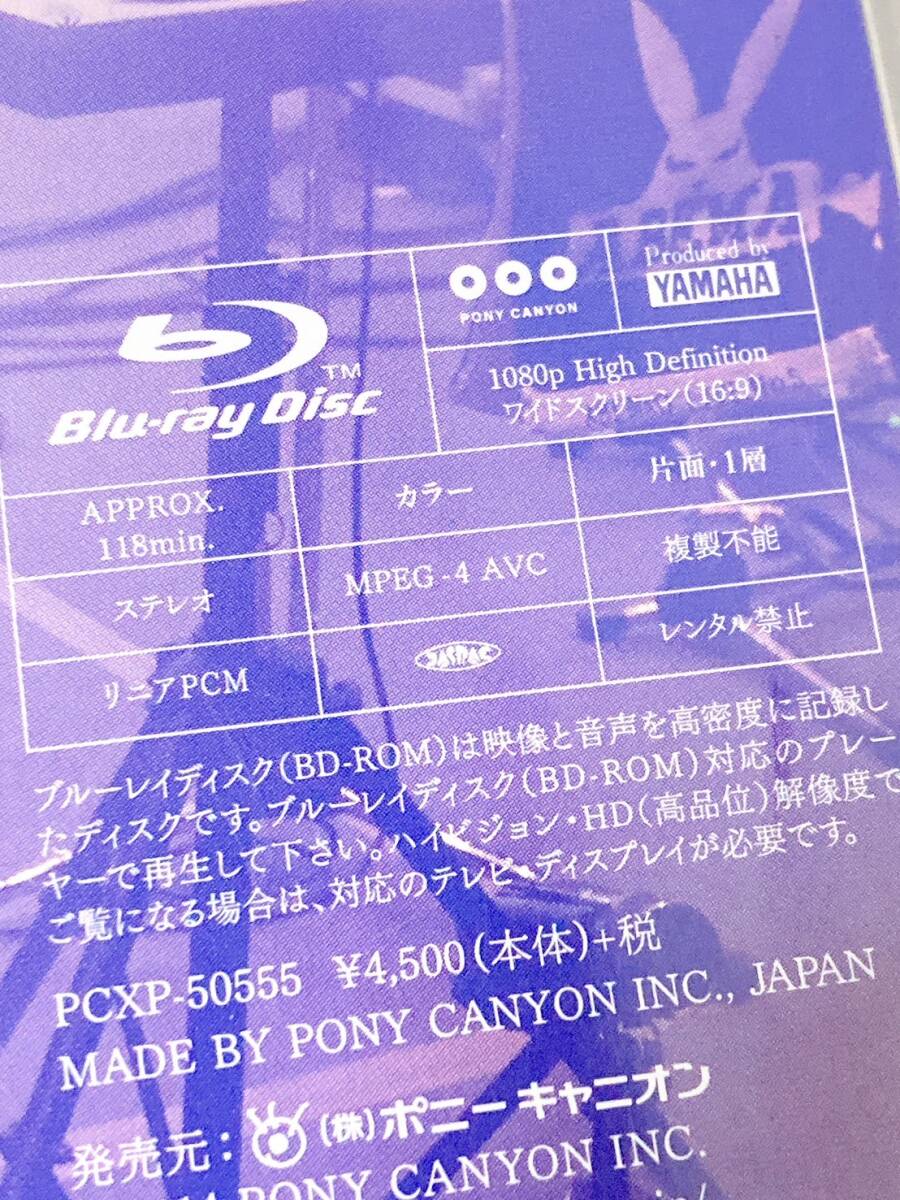 Blu-ray Disc™
PONY CANYON
Produced by
YAMAHA
1080p High Definition
ワイドスクリーン(16:9)
APPROX.
118min.
カラー
片面・1層
ステレオ
MPEG-4 AVC
複製不能
リニアPCM
JASRAC
レンタル禁止
ブルーレイディスク(BD-ROM)は映像と音声を高密度に記録し
たディスクです。ブルーレイディスク(BD-ROM)対応のプレー
ヤーで再生して下さい。ハイビジョン・HD(高品位)解像度で
ご覧になる場合は、対応のテレビ・ディスプレイが必要です。
PCXP-50555 ¥4,500(本体)+税
MADE BY PONY CANYON INC., JAPAN
発売元: (株)ポニーキャニオン
PONY CANYON INC.